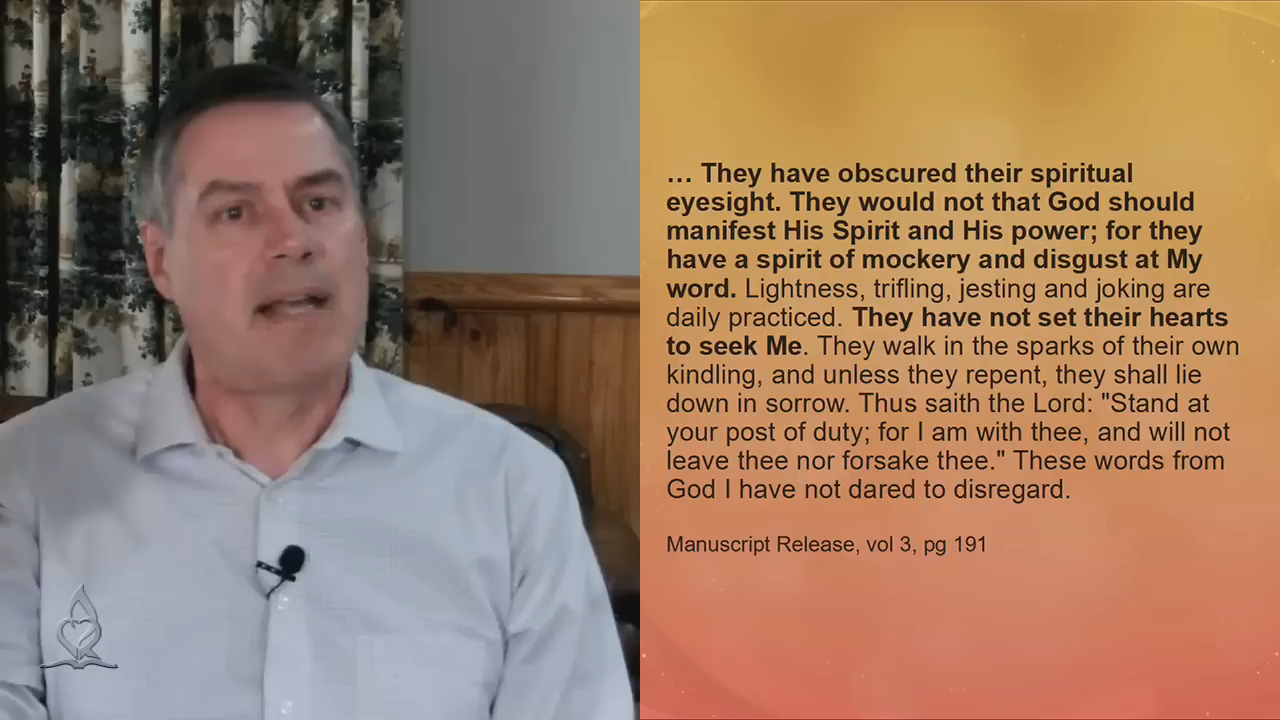 … They have obscured their spiritual
eyesight. They would not that God should
manifest His Spirit and His power; for they
have a spirit of mockery and disgust at My
word. Lightness, trifling, jesting and joking are
daily practiced. They have not set their hearts
to seek Me. They walk in the sparks of their own
kindling, and unless they repent, they shall lie
down in sorrow. Thus saith the Lord: "Stand at
your post of duty; for I am with thee, and will not
leave thee nor forsake thee." These words from
God I have not dared to disregard.
Manuscript Release, vol 3, pg 191